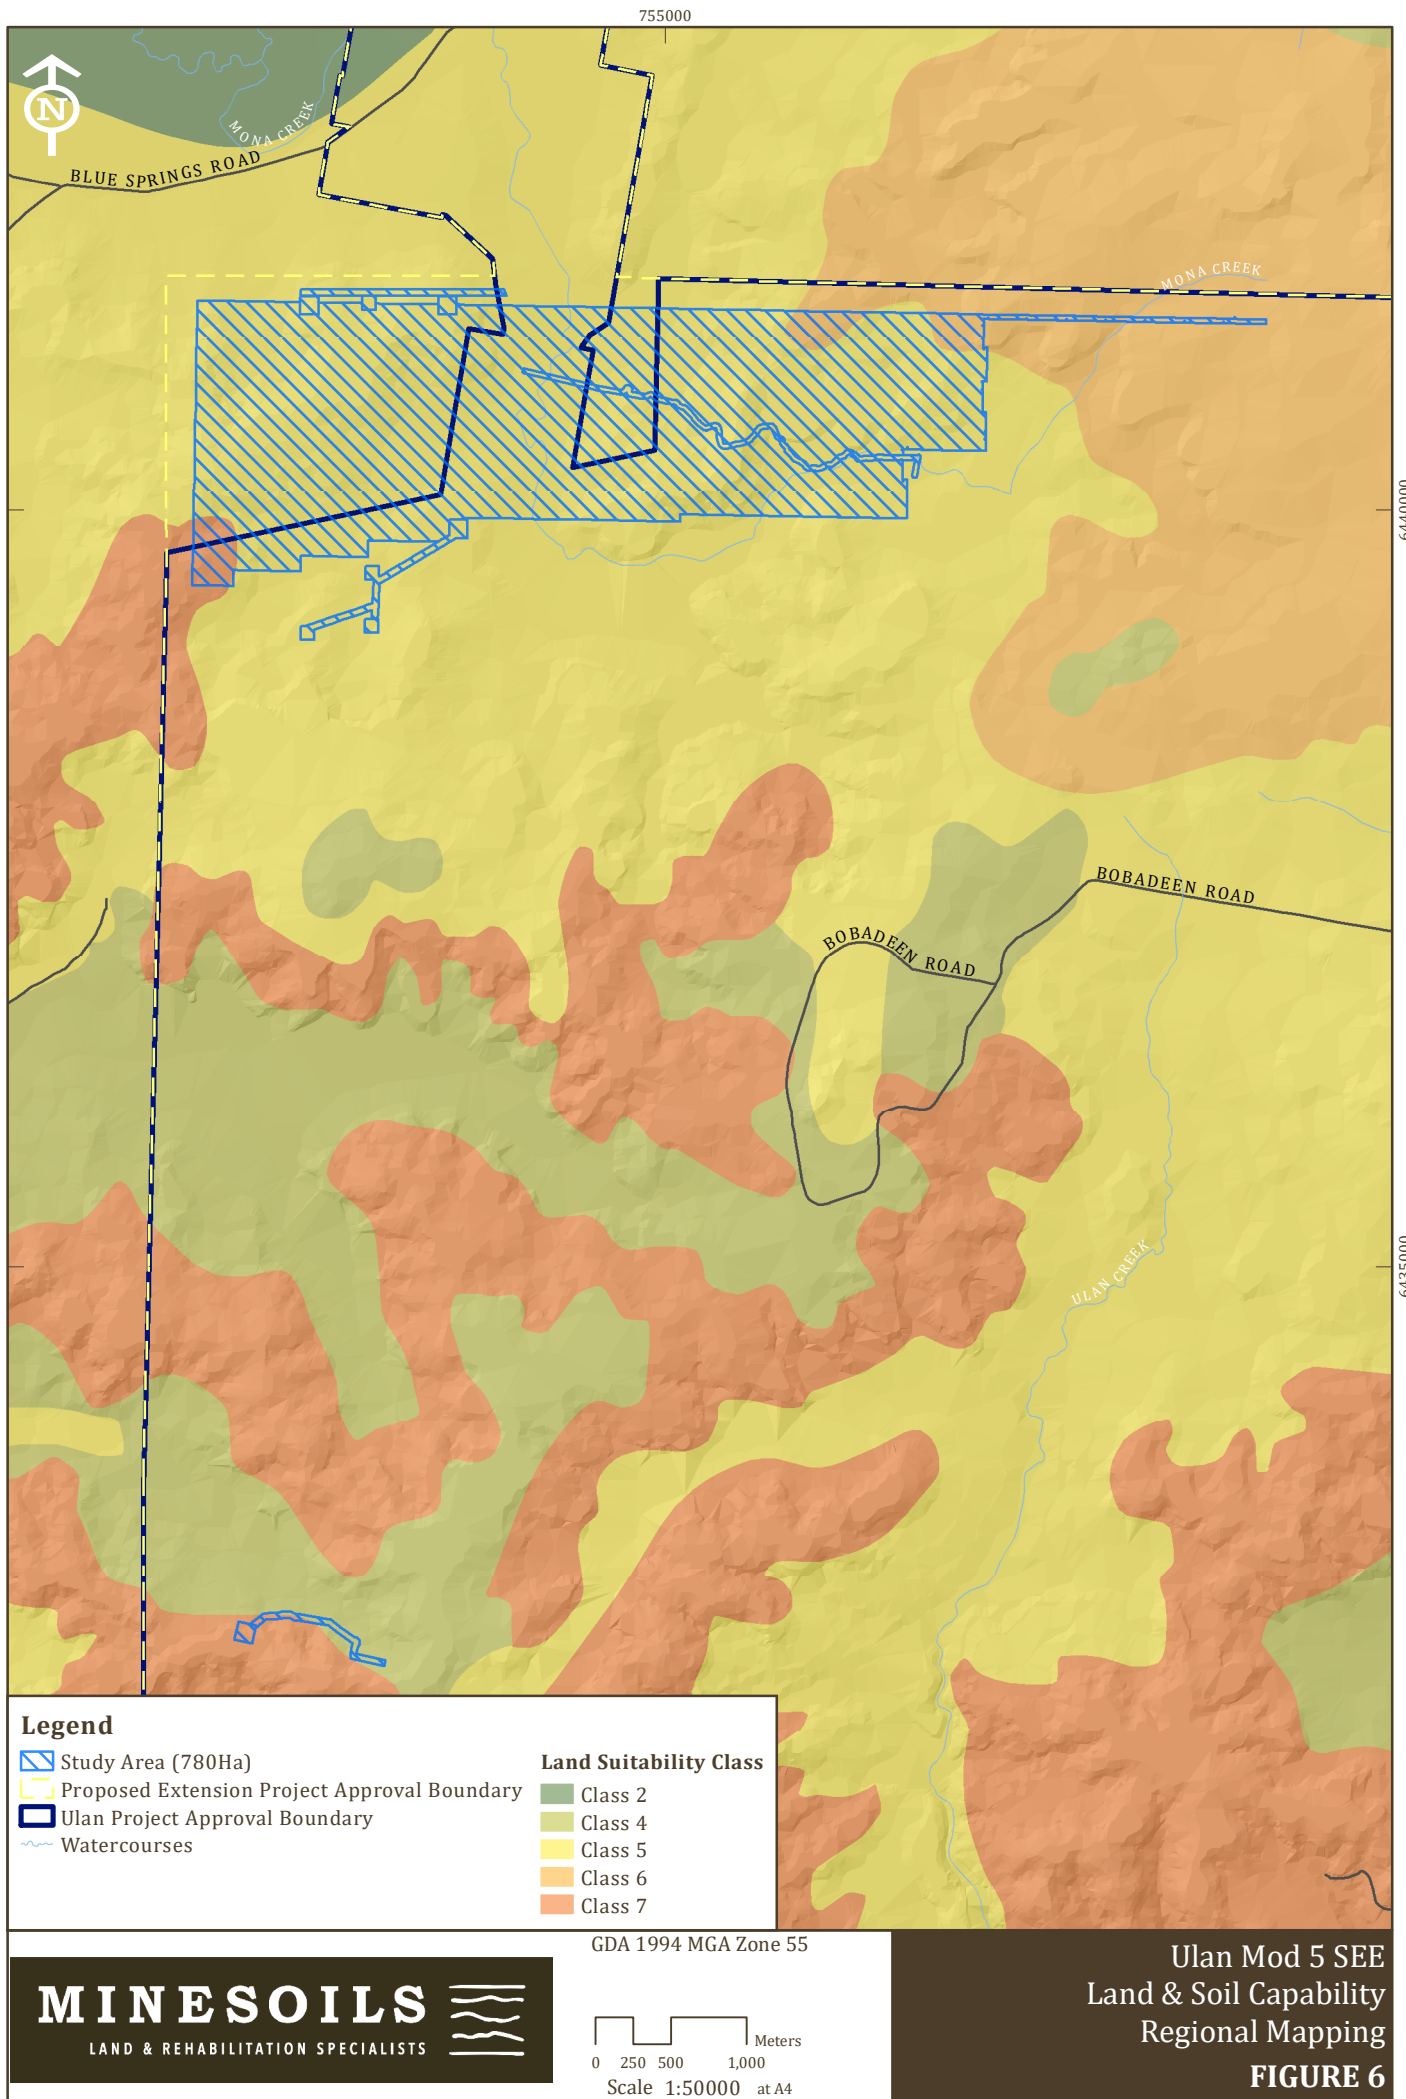 755000
N
MONA CREEK
BLUE SPRINGS ROAD
MONA CREEK
6440000
BOBADEEN ROAD
BOBADEEN ROAD
ULAN CREEK
6435000
Legend
Study Area (780Ha)
Proposed Extension Project Approval Boundary
Ulan Project Approval Boundary
Watercourses
Land Suitability Class
Class 2
Class 4
Class 5
Class 6
Class 7
MINESOILS
LAND & REHABILITATION SPECIALISTS
GDA 1994 MGA Zone 55
Meters
0 250 500 1,000
Scale 1:50000 at A4
Ulan Mod 5 SEE
Land & Soil Capability
Regional Mapping
FIGURE 6